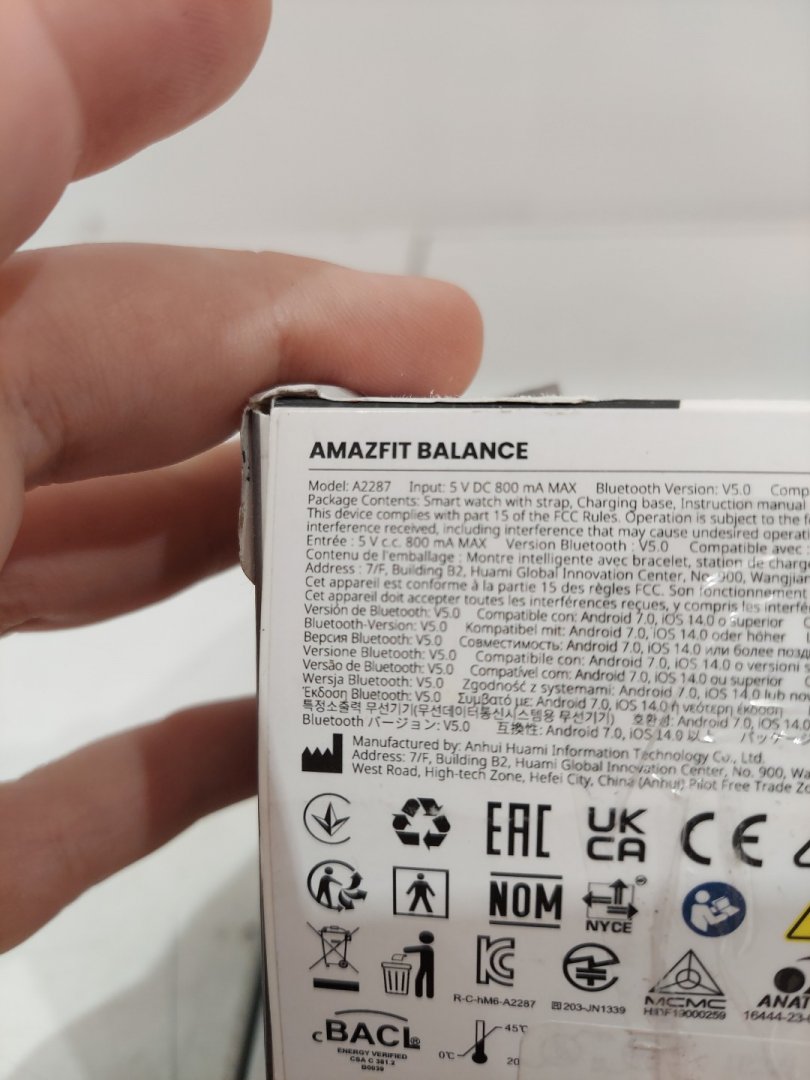 AMAZFIT BALANCE
Model: A2287 Input: 5 V DC 800 mA MAX Bluetooth Version: V5.0
Package Contents: Smart watch with strap, Charging base, Instruction manual
This device complies with part 15 of the FCC Rules. Operation is subject to the
interference received, including interference that may cause undesired
Entrée : 5 V c.c. 800 mA MAX Version Bluetooth : V5.0 Compatible avec :
Contenu de l'emballage : Montre intelligente avec bracelet, station de
Address : 7/F, Building B2, Huami Global Innovation Center, No. 900,
Cet appareil est conforme à la partie 15 des règles FCC. Son fonctionnement
Cet appareil doit accepter toutes les interférences reçues, y compris les
Versión de Bluetooth: V5.0 Compatible con: Android 7.0, iOS 14.0 o superior
Bluetooth-Version: V5.0 Kompatibel mit: Android 7.0, iOS 14.0 oder höher
Версия Bluetooth: V5.0 Совместимость: Android 7.0, iOS 14.0 или более
Versione Bluetooth: V5.0 Compatibile con: Android 7.0, iOS 14.0 o versioni
Versão de Bluetooth: V5.0 Compatível com: Android 7.0, iOS 14.0 ou superior
Wersja Bluetooth: V5.0 Zgodność z systemami: Android 7.0, iOS 14.0 lub
Έκδοση Bluetooth: V5.0 Συμβατό με: Android 7.0, iOS 14.0 ή νεότερη έκδοση
특정소출력 무선기기(무선데이터통신시스템용 무선기기) 호환성: Android 7.0, iOS
Bluetooth バージョン: V5.0 互換性: Android 7.0, iOS 14.0 以上
Manufactured by: Anhui Huami Information Technology Co., Ltd.
Address: 7/F, Building B2, Huami Global Innovation Center, No. 900,
West Road, High-tech Zone, Hefei City, China (Anhui) Pilot Free Trade
EAC UK CA CE
NOM NYCE
R-C-hM6-A2287 203-JN1339 MCMC
HIDF19000259
16444-23-
cBACL®
ENERGY VERIFIED
CSA C 381.2
B0039
0℃ 45℃